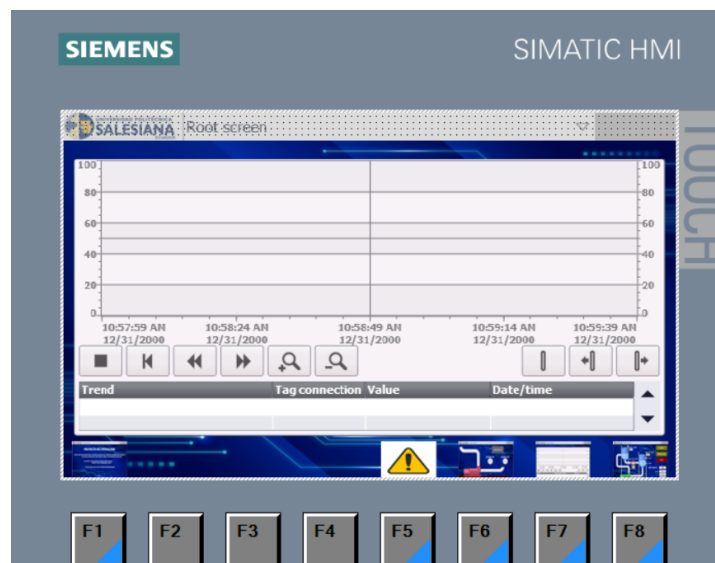 SIEMENS
SIMATIC HMI
TOUCH
UNIVERSIDAD POLITÉCNICA
SALESIANA
Root screen
100
80
60
40
20
0
100
80
60
40
20
0
10:57:59 AM 10:58:24 AM 10:58:49 AM 10:59:14 AM 10:59:39 AM
12/31/2000 12/31/2000 12/31/2000 12/31/2000 12/31/2000
Trend Tag connection Value Date/time
F1 F2 F3 F4 F5 F6 F7 F8